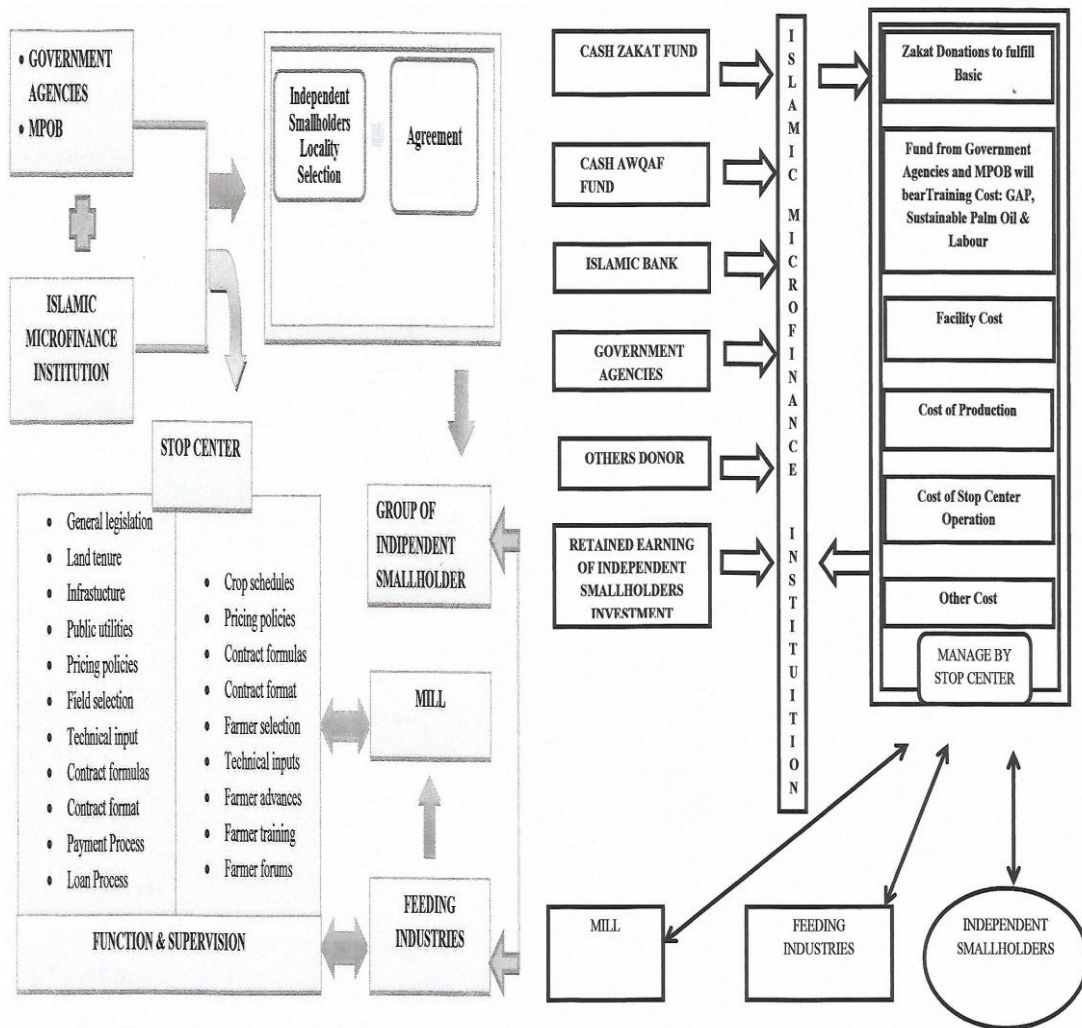 • GOVERNMENT
AGENCIES
• MPOB
ISLAMIC
MICROFINANCE
INSTITUTION
Independent
Smallholders
Locality
Selection
Agreement
STOP CENTER
• General legislation
• Land tenure
• Infrastucture
• Public utilities
• Pricing policies
• Field selection
• Technical input
• Contract formulas
• Contract format
• Payment Process
• Loan Process
• Crop schedules
• Pricing policies
• Contract formulas
• Contract format
• Farmer selection
• Technical inputs
• Farmer advances
• Farmer training
• Farmer forums
FUNCTION & SUPERVISION
GROUP OF
INDIPENDENT
SMALLHOLDER
MILL
FEEDING
INDUSTRIES
CASH ZAKAT FUND
CASH AWQAF
FUND
ISLAMIC BANK
GOVERNMENT
AGENCIES
OTHERS DONOR
RETAINED EARNING
OF INDEPENDENT
SMALLHOLDERS
INVESTMENT
ISLAMIC MICROFINANCE INSTITUITION
Zakat Donations to fulfill
Basic
Fund from Government
Agencies and MPOB will
bearTraining Cost: GAP,
Sustainable Palm Oil &
Labour
Facility Cost
Cost of Production
Cost of Stop Center
Operation
Other Cost
MANAGE BY
STOP CENTER
MILL
FEEDING
INDUSTRIES
INDEPENDENT
SMALLHOLDERS